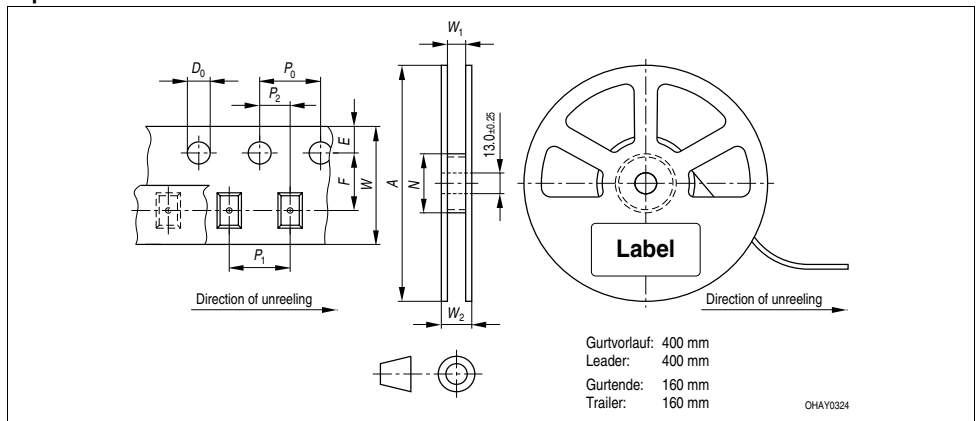 W₁
D₀
P₀
P₂
E
F
W
A
N
13.0±0.25
P₁
W₂
Label
Direction of unreeling
Direction of unreeling
Gurtvorlauf: 400 mm
Leader: 400 mm
Gurtende: 160 mm
Trailer: 160 mm
OHAY0324